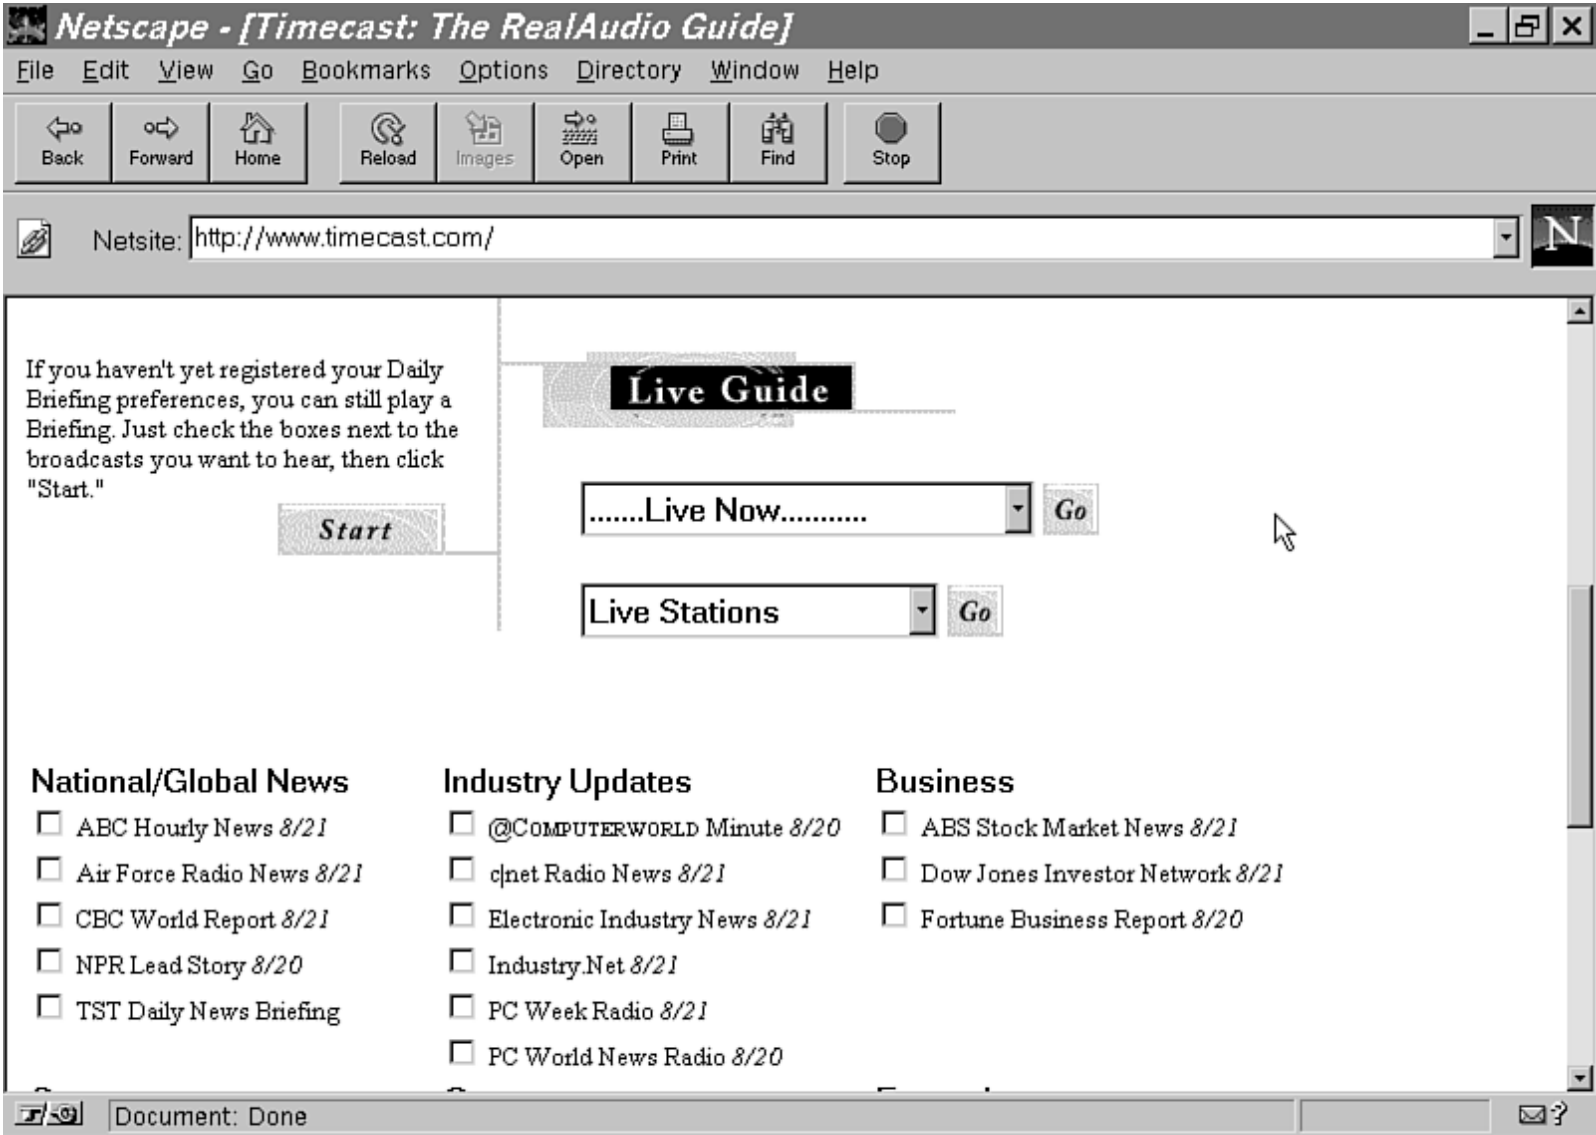 Netscape - [Timecast: The RealAudio Guide]
File Edit View Go Bookmarks Options Directory Window Help
Back Forward Home Reload Images Open Print Find Stop
Netsite: http://www.timecast.com/
N
If you haven't yet registered your Daily
Briefing preferences, you can still play a
Briefing. Just check the boxes next to the
broadcasts you want to hear, then click
"Start."
Start
Live Guide
.......Live Now........... Go
Live Stations Go
National/Global News
ABC Hourly News 8/21
Air Force Radio News 8/21
CBC World Report 8/21
NPR Lead Story 8/20
TST Daily News Briefing
Industry Updates
@COMPUTERWORLD Minute 8/20
c|net Radio News 8/21
Electronic Industry News 8/21
Industry.Net 8/21
PC Week Radio 8/21
PC World News Radio 8/20
Business
ABS Stock Market News 8/21
Dow Jones Investor Network 8/21
Fortune Business Report 8/20
Document: Done
?